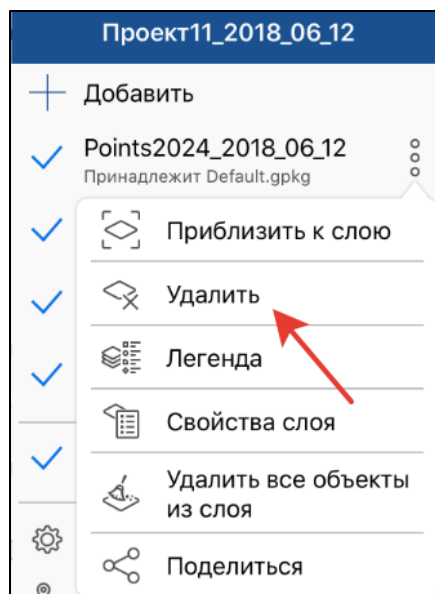 Проект11_2018_06_12
Добавить
Points2024_2018_06_12
Принадлежит Default.gpkg
Приблизить к слою
Удалить
Легенда
Свойства слоя
Удалить все объекты
из слоя
Поделиться